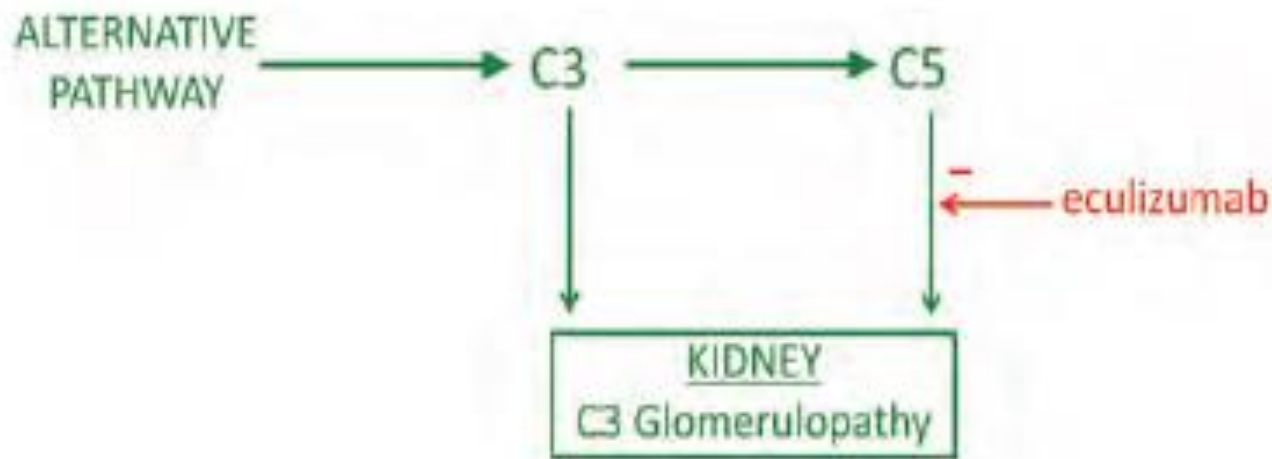 ALTERNATIVE
PATHWAY
C3
C5
–
eculizumab
KIDNEY
C3 Glomerulopathy